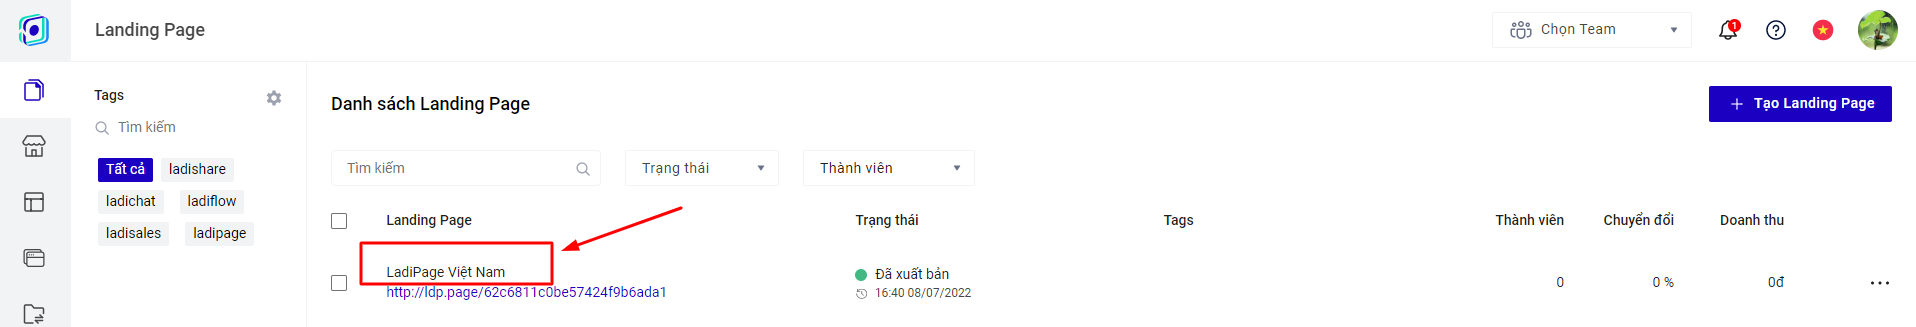 Landing Page
Chọn Team
1
Tags
Tìm kiếm
Tất cả ladishare
ladichat ladiflow
ladisales ladipage
Danh sách Landing Page
Tạo Landing Page
Tìm kiếm Trạng thái Thành viên
Landing Page Trạng thái Tags Thành viên Chuyển đổi Doanh thu
LadiPage Việt Nam Đã xuất bản 0 0 % 0đ
http://ldp.page/62c6811c0be57424f9b6ada1 16:40 08/07/2022